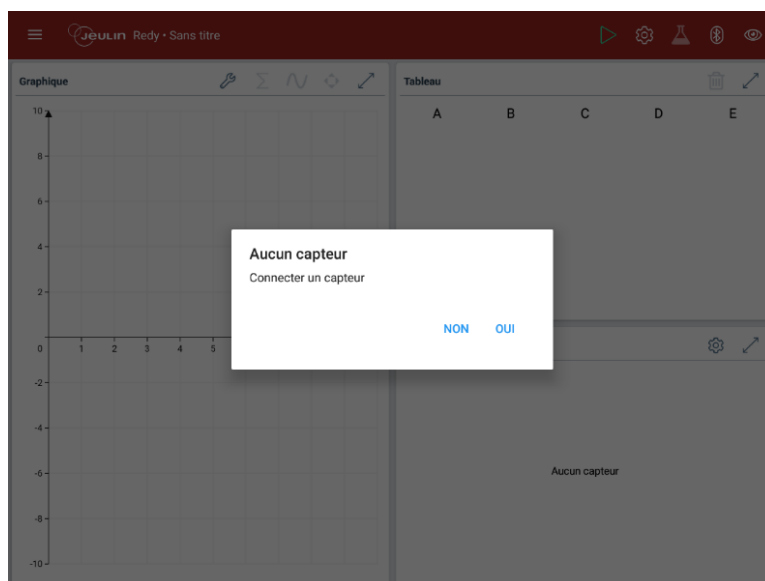 Jeulin Redy • Sans titre
Graphique
Tableau
A B C D E
10
8
6
4
2
0 1 2 3 4 5
-2
-4
-6
-8
-10
Aucun capteur
Connecter un capteur
NON OUI
Aucun capteur